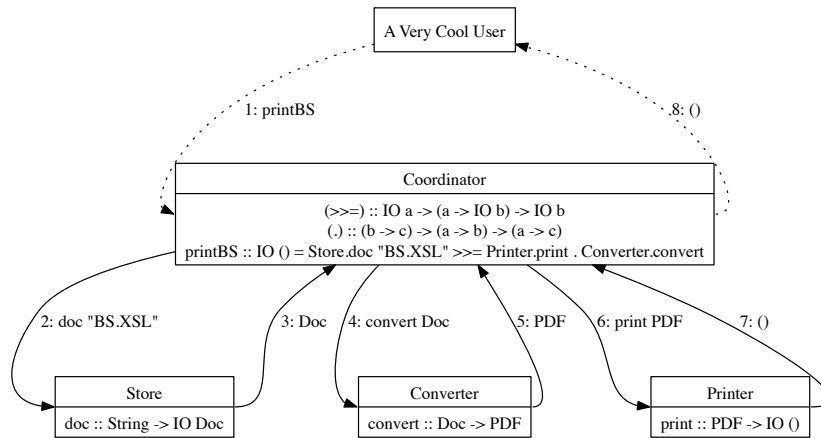 A Very Cool User
1: printBS
8: ()
Coordinator
(>>=) :: IO a -> (a -> IO b) -> IO b
(.) :: (b -> c) -> (a -> b) -> (a -> c)
printBS :: IO () = Store.doc "BS.XSL" >>= Printer.print . Converter.convert
2: doc "BS.XSL"
3: Doc
4: convert Doc
5: PDF
6: print PDF
7: ()
Store
doc :: String -> IO Doc
Converter
convert :: Doc -> PDF
Printer
print :: PDF -> IO ()